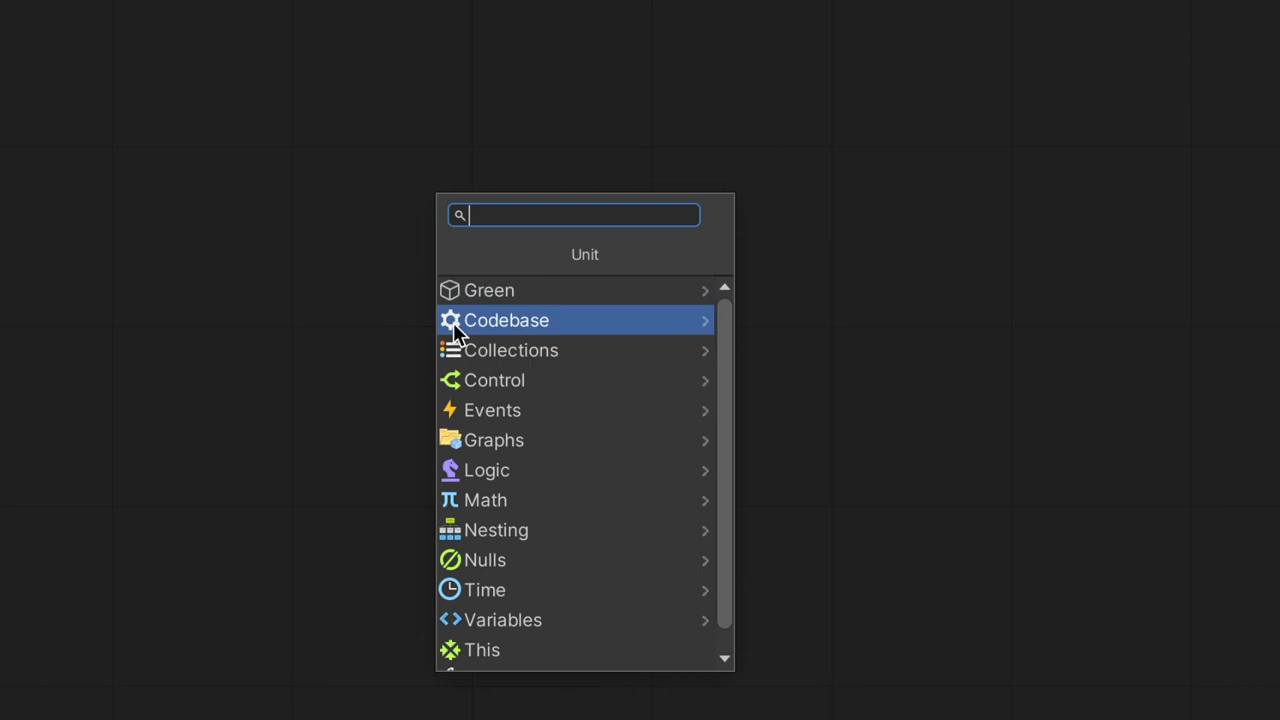 Unit
Green
Codebase
Collections
Control
Events
Graphs
Logic
Math
Nesting
Nulls
Time
Variables
This